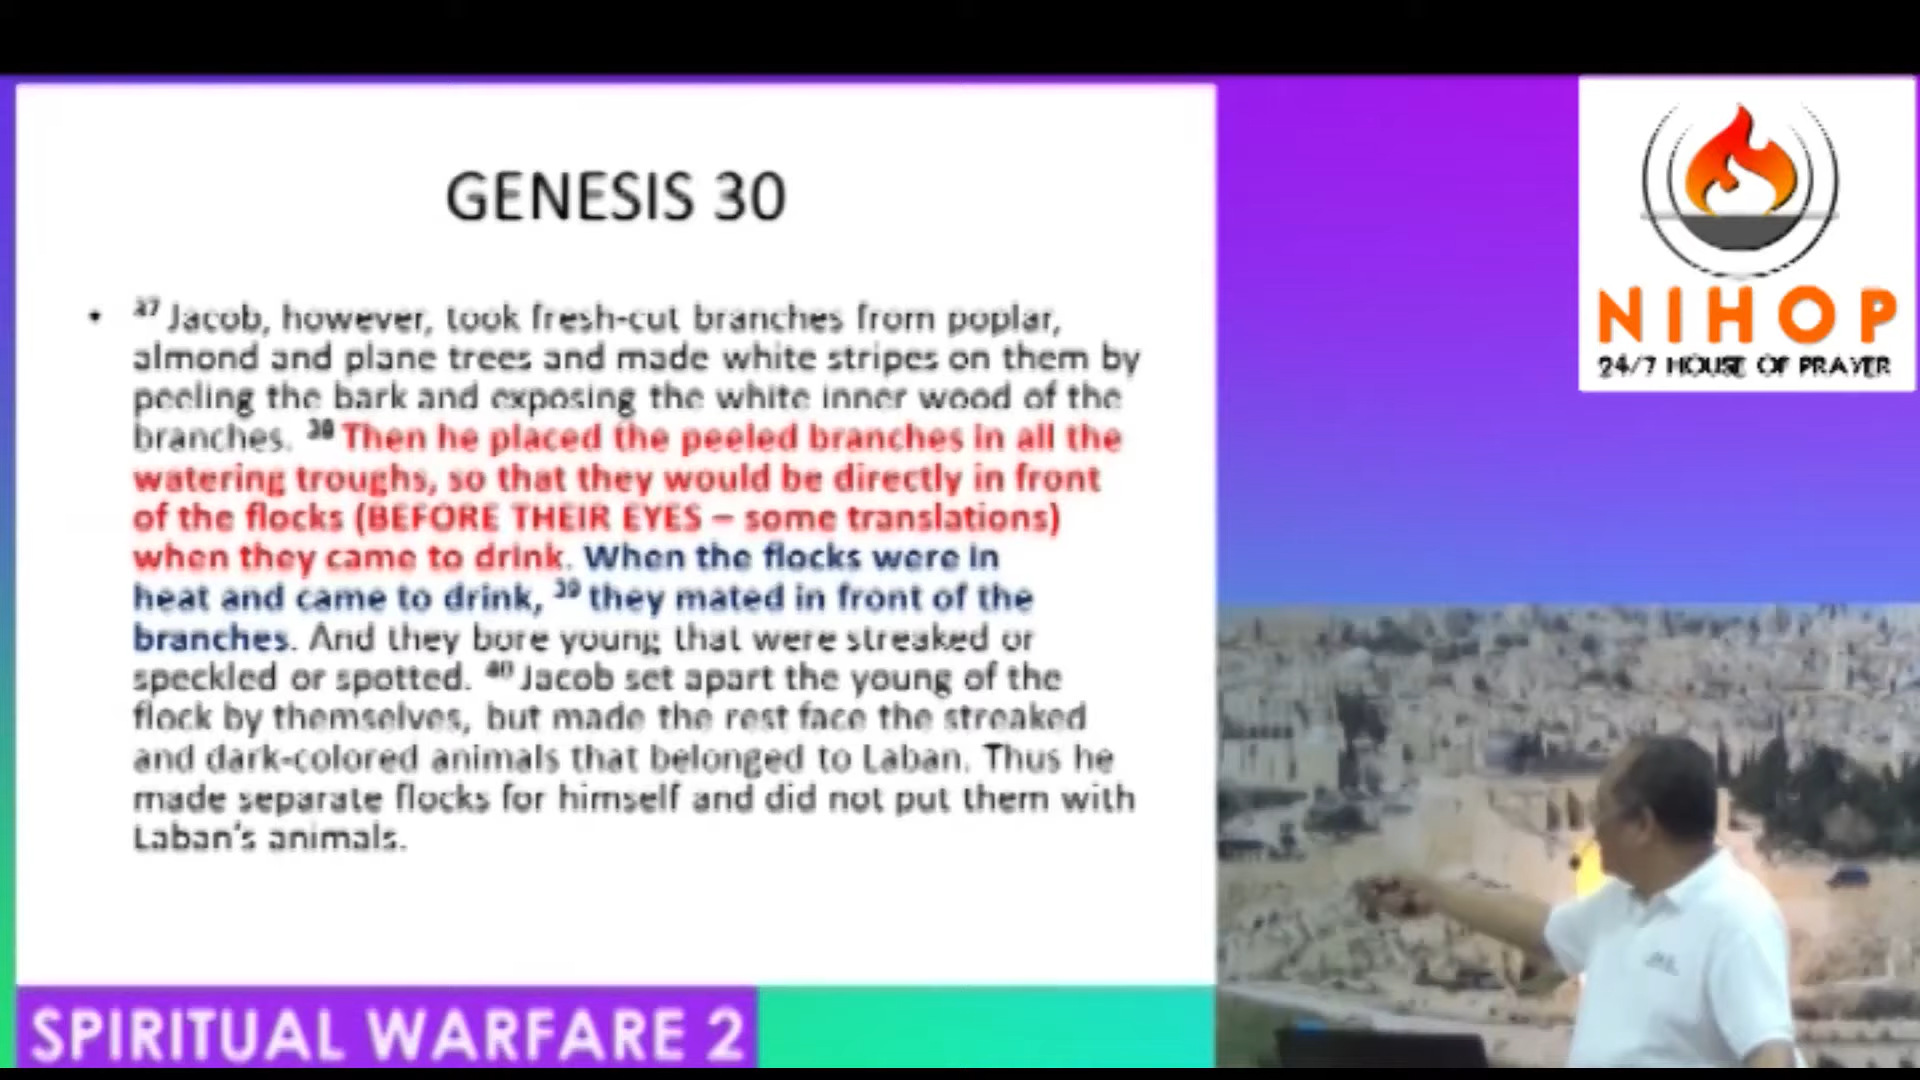 GENESIS 30
• 37 Jacob, however, took fresh-cut branches from poplar,
almond and plane trees and made white stripes on them by
peeling the bark and exposing the white inner wood of the
branches. 38 Then he placed the peeled branches in all the
watering troughs, so that they would be directly in front
of the flocks (BEFORE THEIR EYES – some translations)
when they came to drink. When the flocks were in
heat and came to drink, 39 they mated in front of the
branches. And they bore young that were streaked or
speckled or spotted. 40 Jacob set apart the young of the
flock by themselves, but made the rest face the streaked
and dark-colored animals that belonged to Laban. Thus he
made separate flocks for himself and did not put them with
Laban's animals.
NIHOP
24/7 HOUSE OF PRAYER
SPIRITUAL WARFARE 2